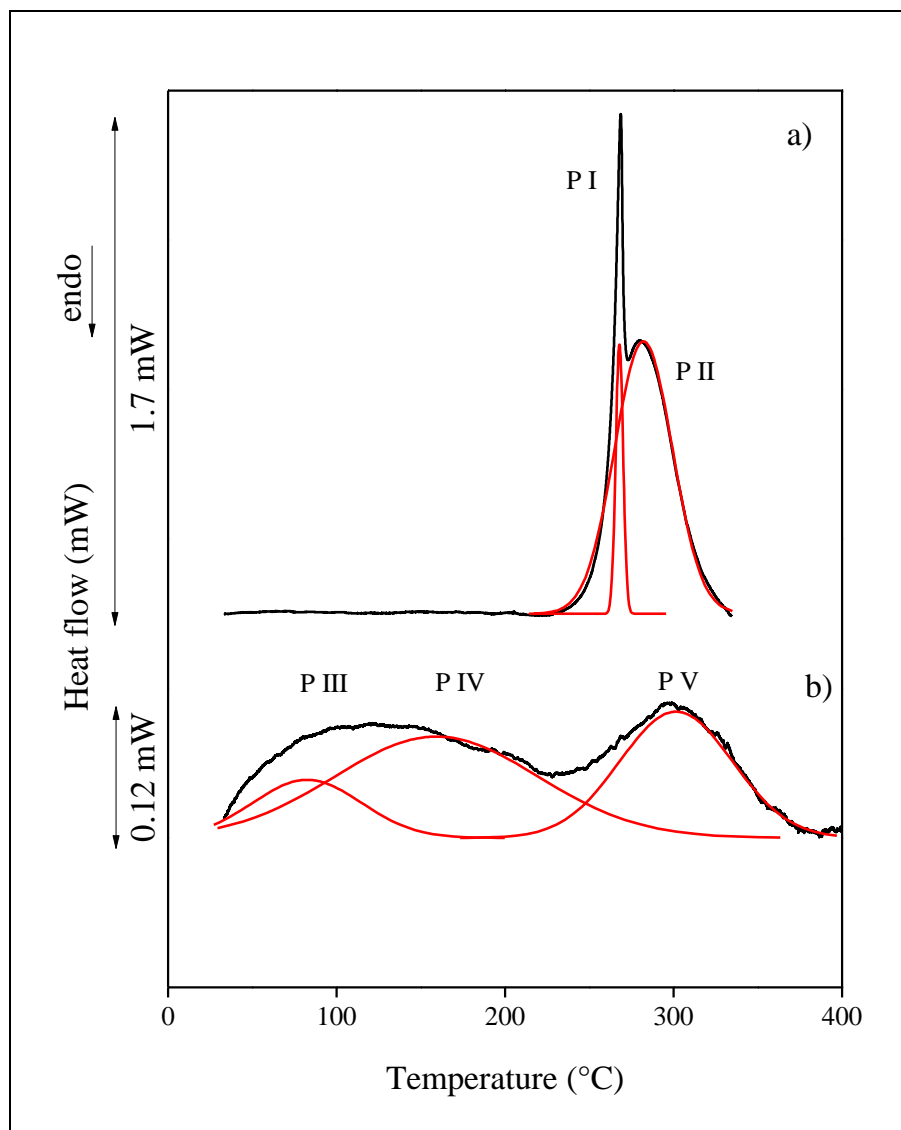 a)
P I
endo
P II
1.7 mW
Heat flow (mW)
P III
P IV
P V
b)
0.12 mW
0
100
200
300
400
Temperature (°C)